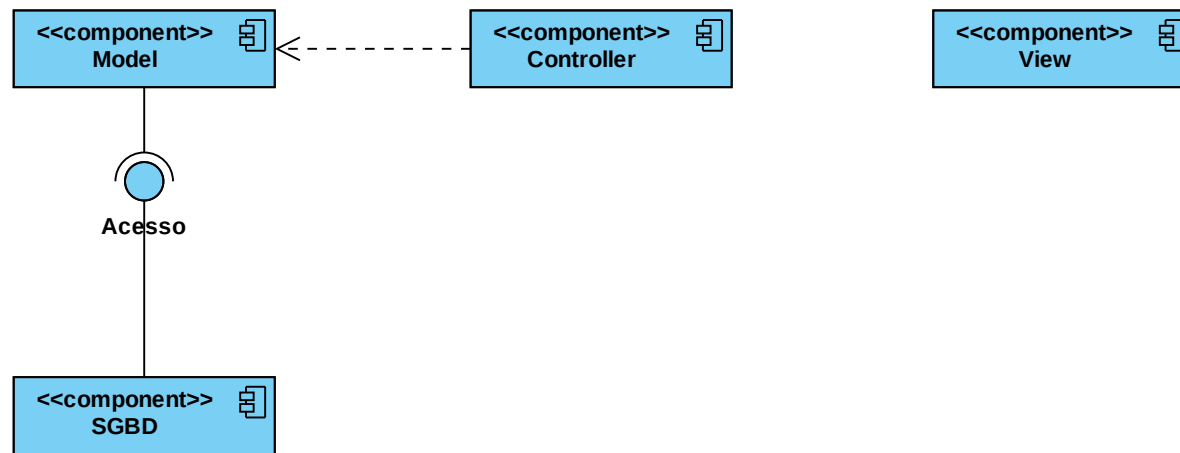 <<component>>
Model
<<component>>
Controller
<<component>>
View
Acesso
<<component>>
SGBD